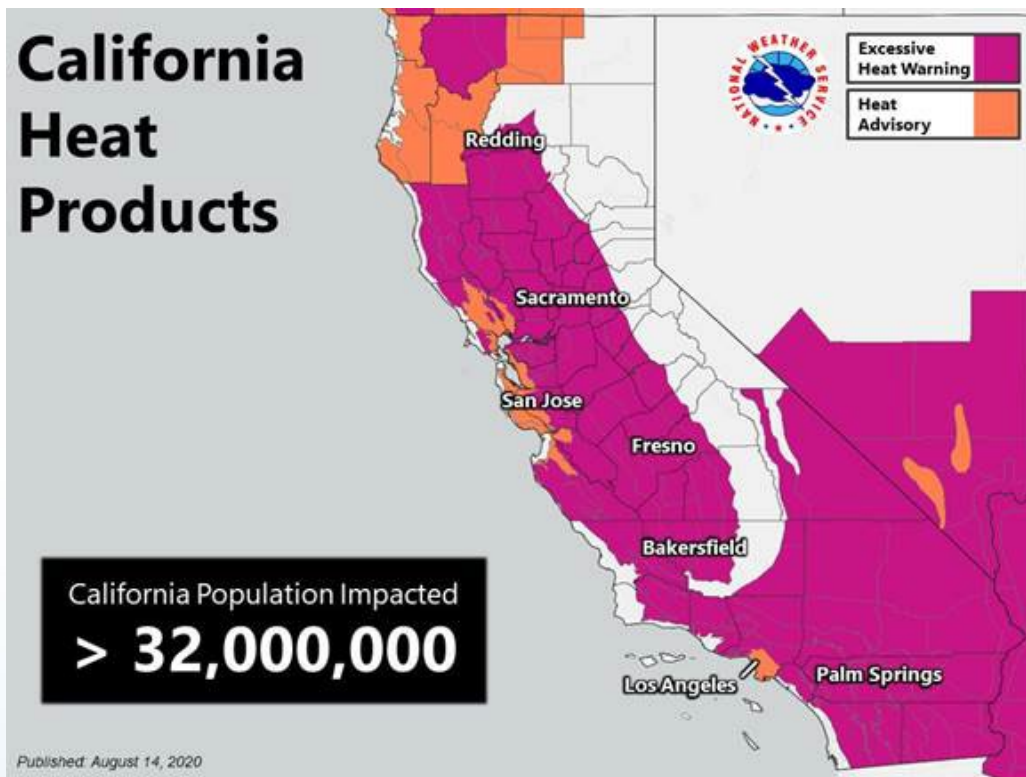 California
Heat
Products
NATIONAL WEATHER SERVICE
Excessive
Heat Warning
Heat
Advisory
Redding
Sacramento
San Jose
Fresno
Bakersfield
Los Angeles
Palm Springs
California Population Impacted
> 32,000,000
Published: August 14, 2020